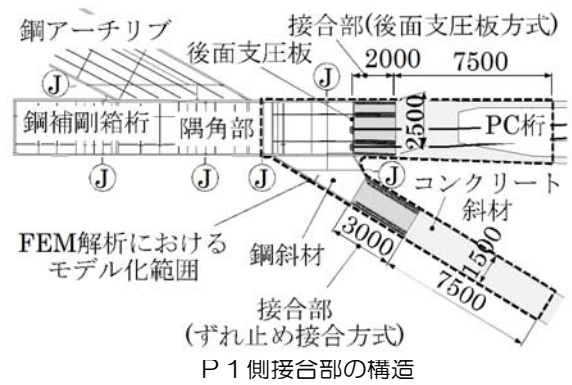 鋼アーチリブ
接合部(後面支圧板方式)
後面支圧板
2000
7500
J
J
鋼補剛箱桁
隅角部
2500
PC桁
J
J
J
J
コンクリート
斜材
FEM解析における
モデル化範囲
鋼斜材
3000
1500
7500
接合部
(ずれ止め接合方式)
P1側接合部の構造